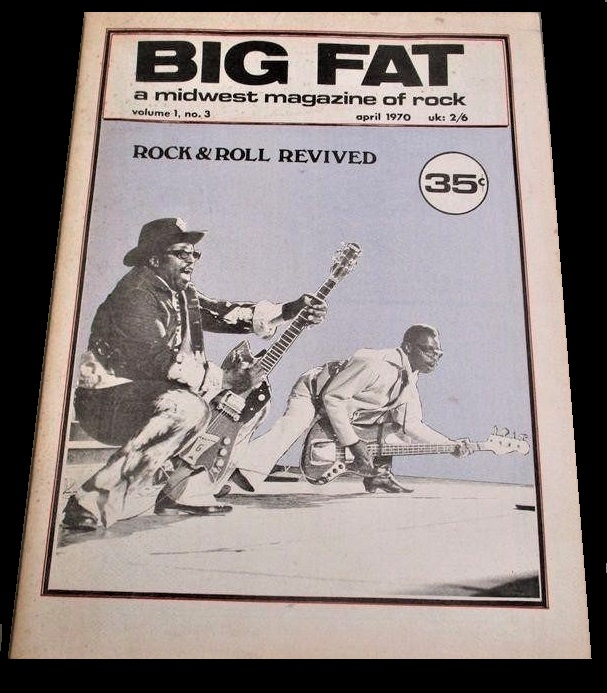 BIG FAT
a midwest magazine of rock
volume 1, no. 3 april 1970 uk: 2/6
ROCK & ROLL REVIVED
35¢